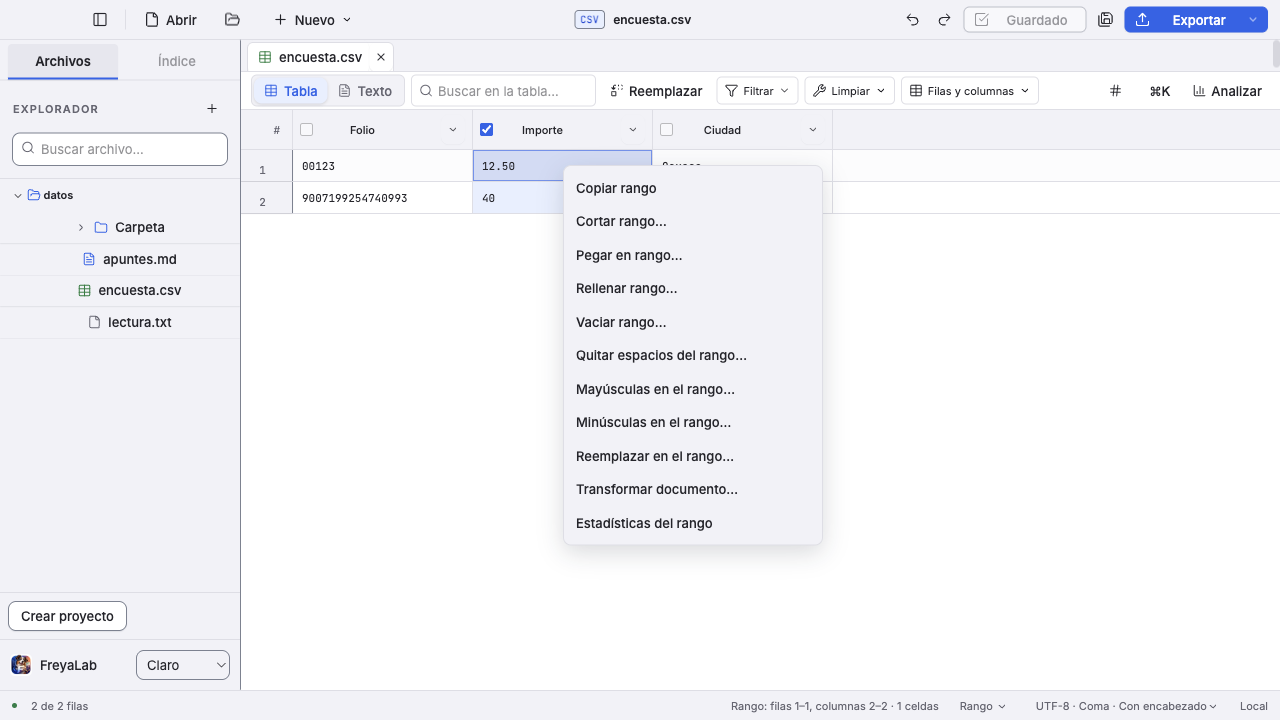 Abrir
Nuevo
CSV encuesta.csv
Guardado
Exportar
Archivos
Índice
encuesta.csv
EXPLORADOR
Tabla
Texto
Buscar en la tabla...
Reemplazar
Filtrar
Limpiar
Filas y columnas
#
⌘K
Analizar
Buscar archivo...
# Folio Importe Ciudad
1 00123 12.50
2 9007199254740993 40
datos
Carpeta
apuntes.md
encuesta.csv
lectura.txt
Copiar rango
Cortar rango...
Pegar en rango...
Rellenar rango...
Vaciar rango...
Quitar espacios del rango...
Mayúsculas en el rango...
Minúsculas en el rango...
Reemplazar en el rango...
Transformar documento...
Estadísticas del rango
Crear proyecto
FreyaLab
Claro
2 de 2 filas
Rango: filas 1–1, columnas 2–2 · 1 celdas
Rango
UTF-8 · Coma · Con encabezado
Local